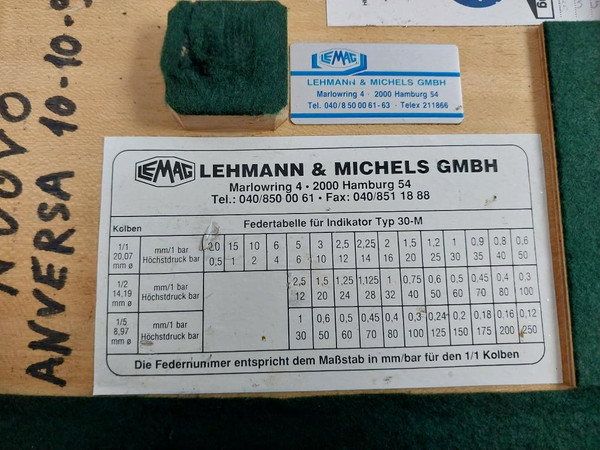 NUOVO
ANVERSA 10-10-9
LEMAG
LEHMANN & MICHELS GMBH
Marlowring 4 · 2000 Hamburg 54
Tel. 040/8 50 00 61-63 · Telex 211866
LEMAG LEHMANN & MICHELS GMBH
Marlowring 4 • 2000 Hamburg 54
Tel.: 040/850 00 61 • Fax: 040/851 18 88
Kolben Federtabelle für Indikator Typ 30-M
1/1 20,07 mm ø
mm/1 bar 20 15 10 6 5 3 2,5 2,25 2 1,5 1,2 1 0,9 0,8 0,6
Höchstdruck bar 0,5 1 2 4 6 10 12 14 16 20 25 30 35 40 50
1/2 14,19 mm ø
mm/1 bar 2,5 1,5 1,25 1,125 1 0,75 0,6 0,5 0,45 0,4 0,3
Höchstdruck bar 12 20 24 28 32 40 50 60 70 80 100
1/5 8,97 mm ø
mm/1 bar 1 0,6 0,5 0,45 0,4 0,3 0,24 0,2 0,18 0,16 0,12
Höchstdruck bar 30 50 60 70 80 100 125 150 175 200 250
Die Federnummer entspricht dem Maßstab in mm/bar für den 1/1 Kolben